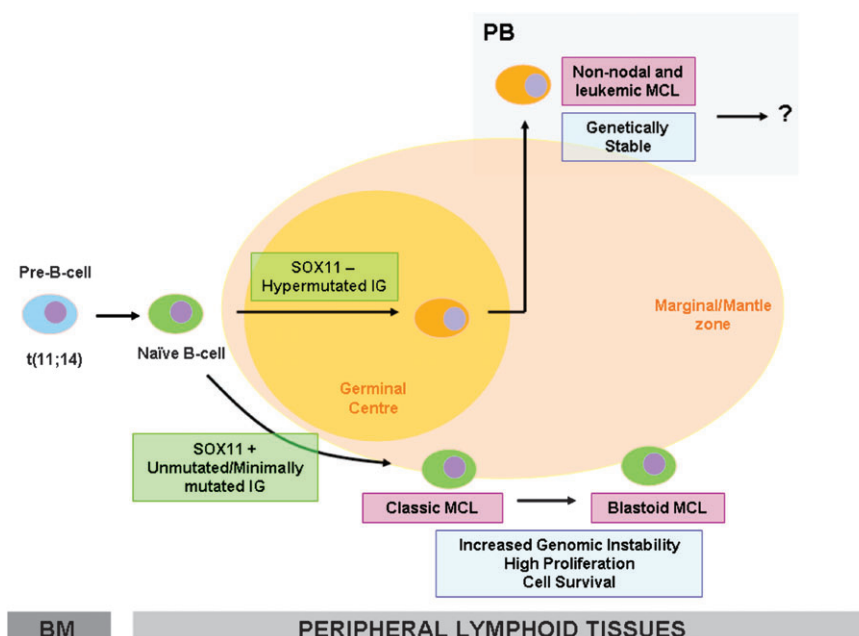 PB
Non-nodal and
leukemic MCL
Genetically
Stable
?
SOX11 –
Hypermutated IG
Pre-B-cell
t(11;14)
Naïve B-cell
Marginal/Mantle
zone
Germinal
Centre
SOX11 +
Unmutated/Minimally
mutated IG
Classic MCL
Blastoid MCL
Increased Genomic Instability
High Proliferation
Cell Survival
BM
PERIPHERAL LYMPHOID TISSUES